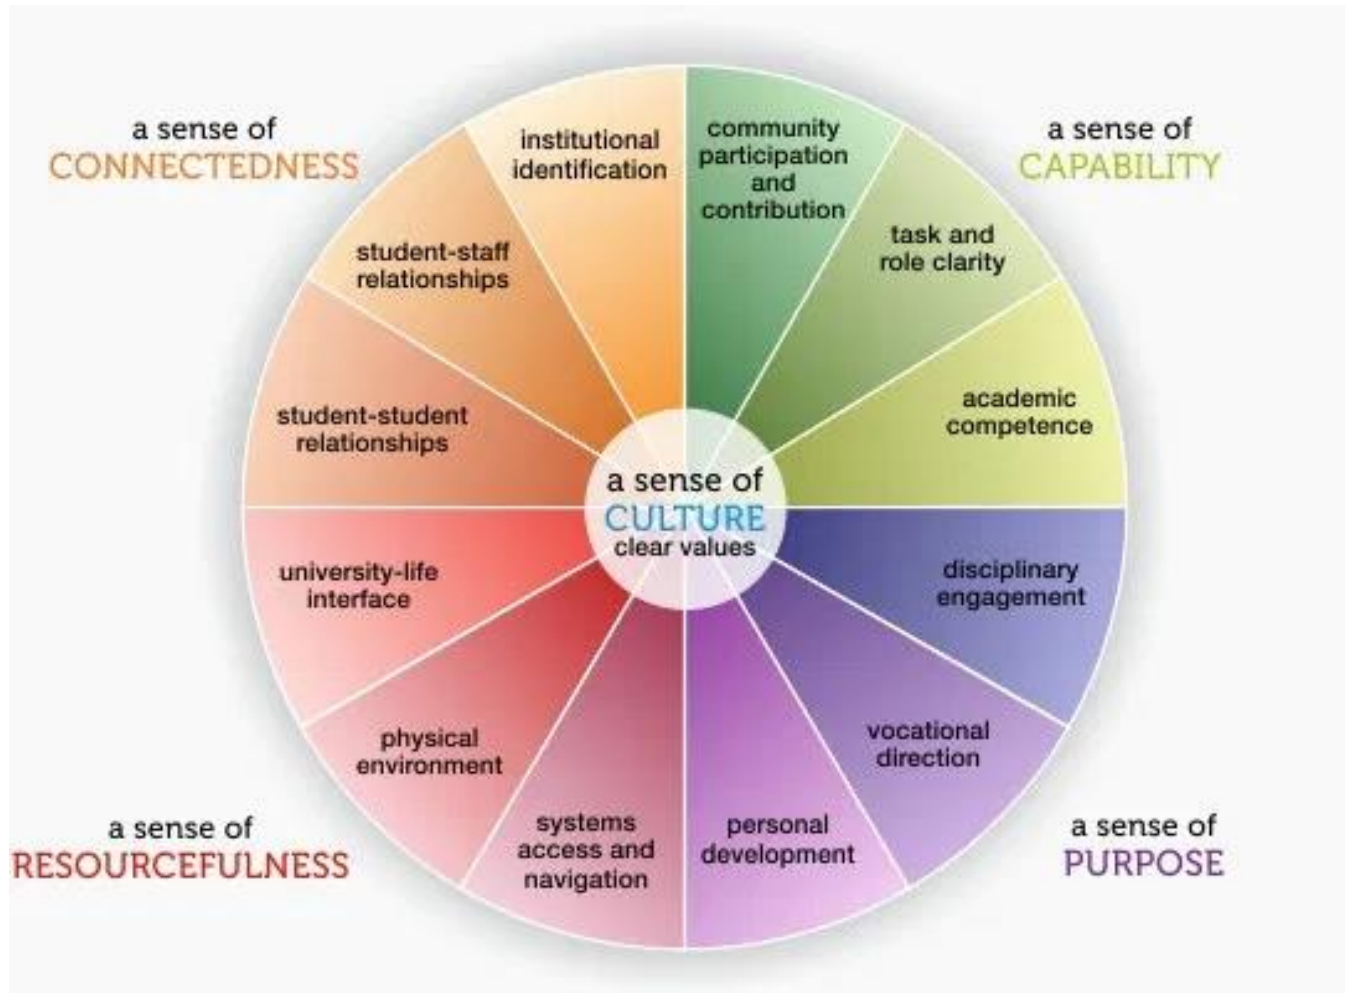 a sense of
CONNECTEDNESS
institutional
identification
student-staff
relationships
student-student
relationships
a sense of
CAPABILITY
community
participation
and
contribution
task and
role clarity
academic
competence
a sense of
CULTURE
clear values
university-life
interface
physical
environment
systems
access and
navigation
a sense of
RESOURCEFULNESS
disciplinary
engagement
vocational
direction
personal
development
a sense of
PURPOSE